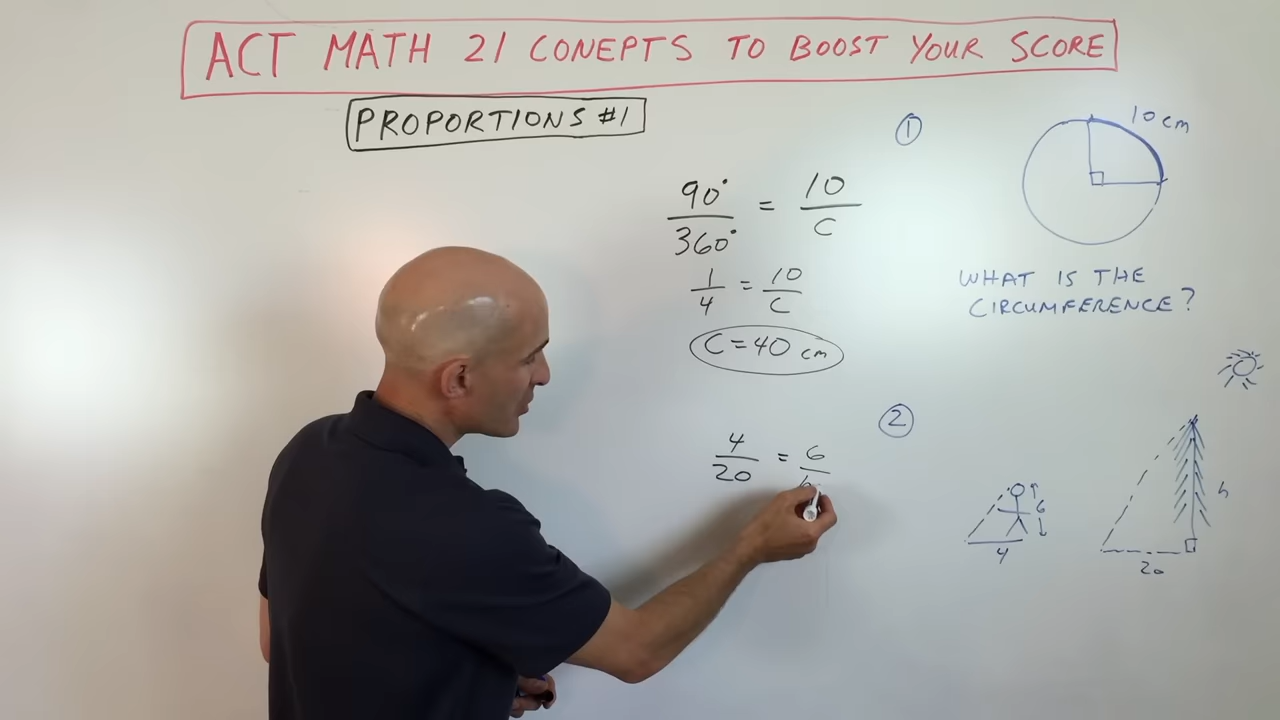 ACT MATH 21 CONEPTS TO BOOST YOUR SCORE
PROPORTIONS #1
1
10 cm
90° / 360° = 10 / C
1 / 4 = 10 / C
C = 40 cm
WHAT IS THE
CIRCUMFERENCE?
2
4 / 20 = 6 /
6
4
h
20